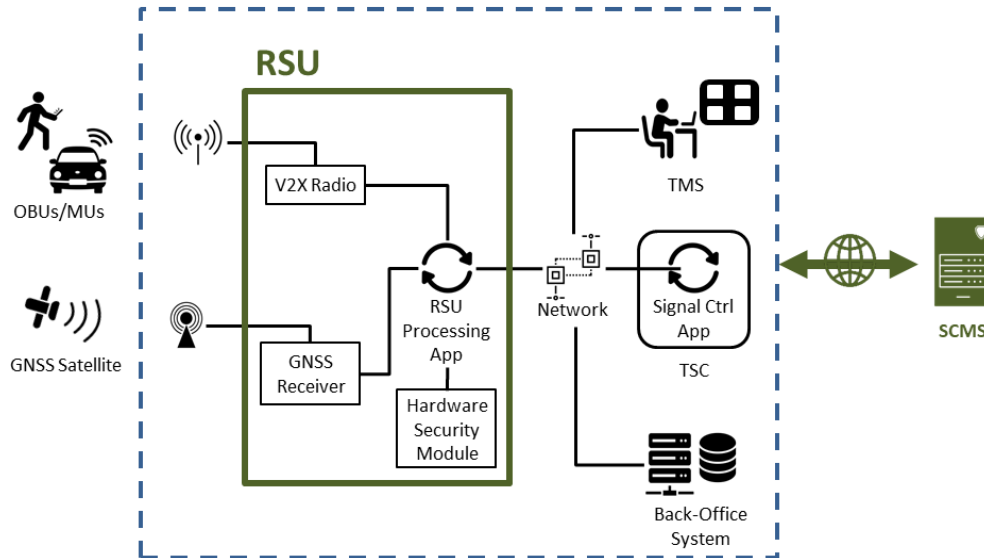 RSU
OBUs/MUs
GNSS Satellite
V2X Radio
GNSS
Receiver
RSU
Processing
App
Hardware
Security
Module
Network
TMS
Signal Ctrl
App
TSC
Back-Office
System
SCMS